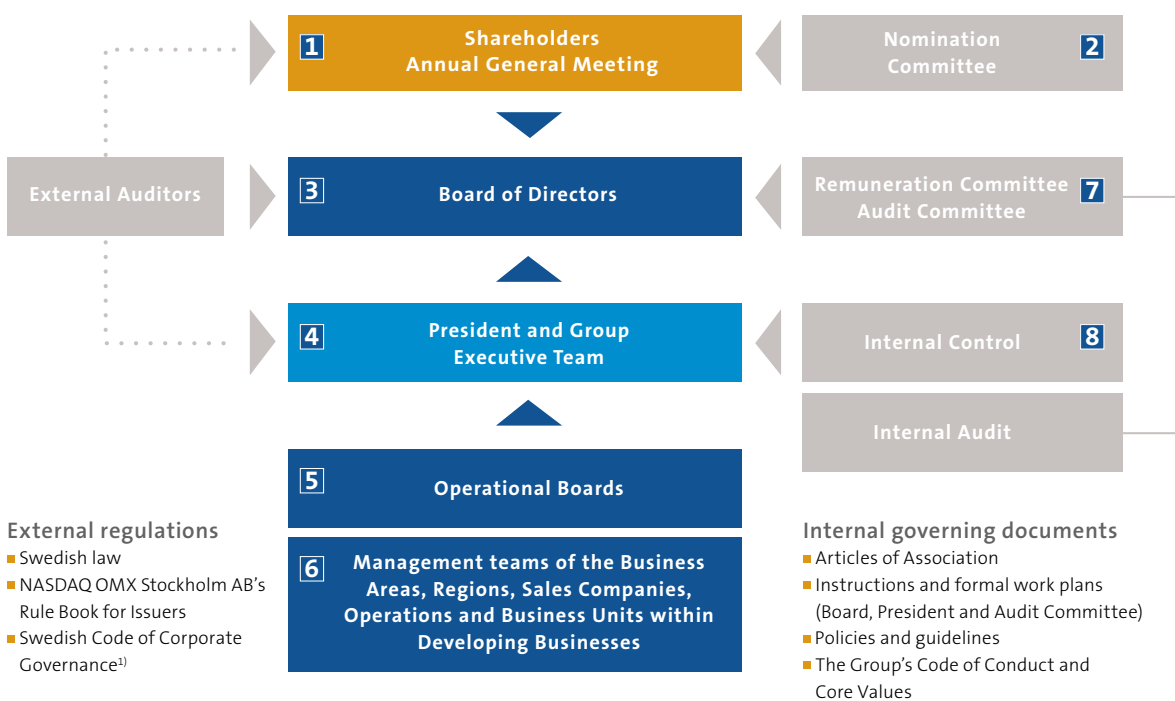 1
Shareholders
Annual General Meeting
Nomination
Committee
2
External Auditors
3
Board of Directors
Remuneration Committee
Audit Committee
7
4
President and Group
Executive Team
Internal Control
8
Internal Audit
5
Operational Boards
6
Management teams of the Business
Areas, Regions, Sales Companies,
Operations and Business Units within
Developing Businesses
External regulations
Swedish law
NASDAQ OMX Stockholm AB’s
Rule Book for Issuers
Swedish Code of Corporate
Governance1)
Internal governing documents
Articles of Association
Instructions and formal work plans
(Board, President and Audit Committee)
Policies and guidelines
The Group’s Code of Conduct and
Core Values